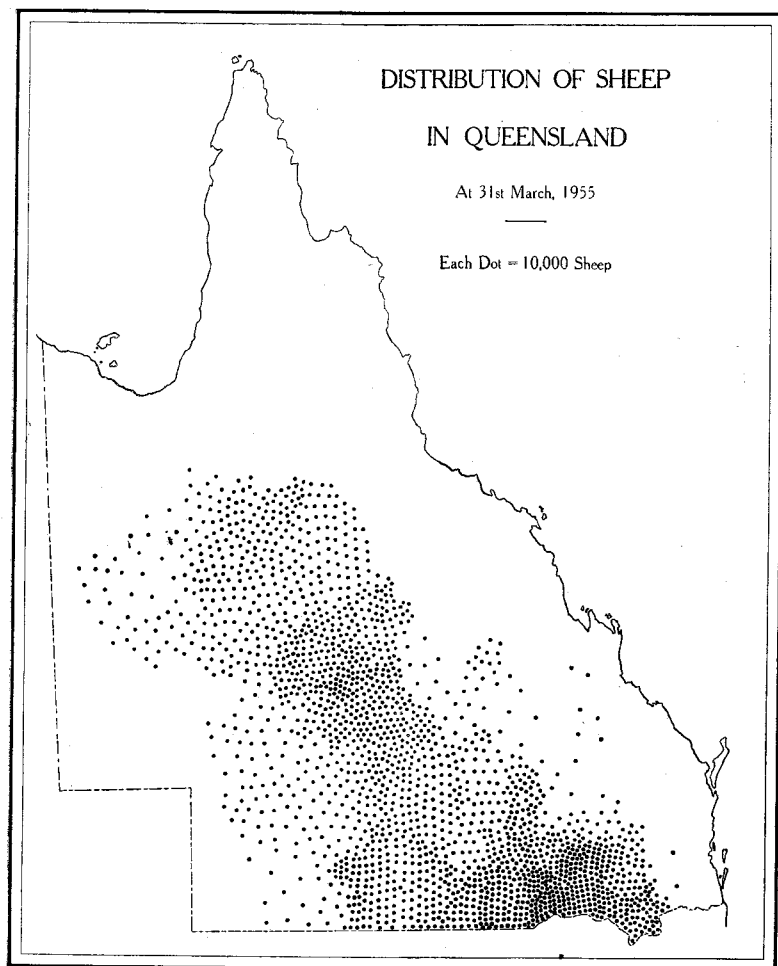 DISTRIBUTION OF SHEEP
IN QUEENSLAND
At 31st March, 1955
Each Dot = 10,000 Sheep